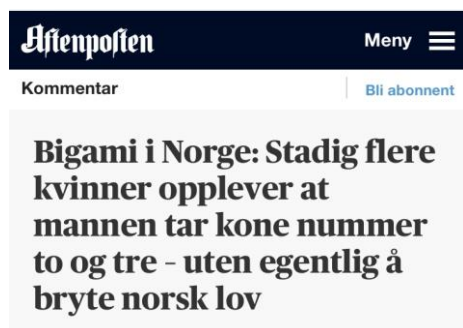 Aftenposten
Meny
Kommentar
Bli abonnent
Bigami i Norge: Stadig flere
kvinner opplever at
mannen tar kone nummer
to og tre – uten egentlig å
bryte norsk lov